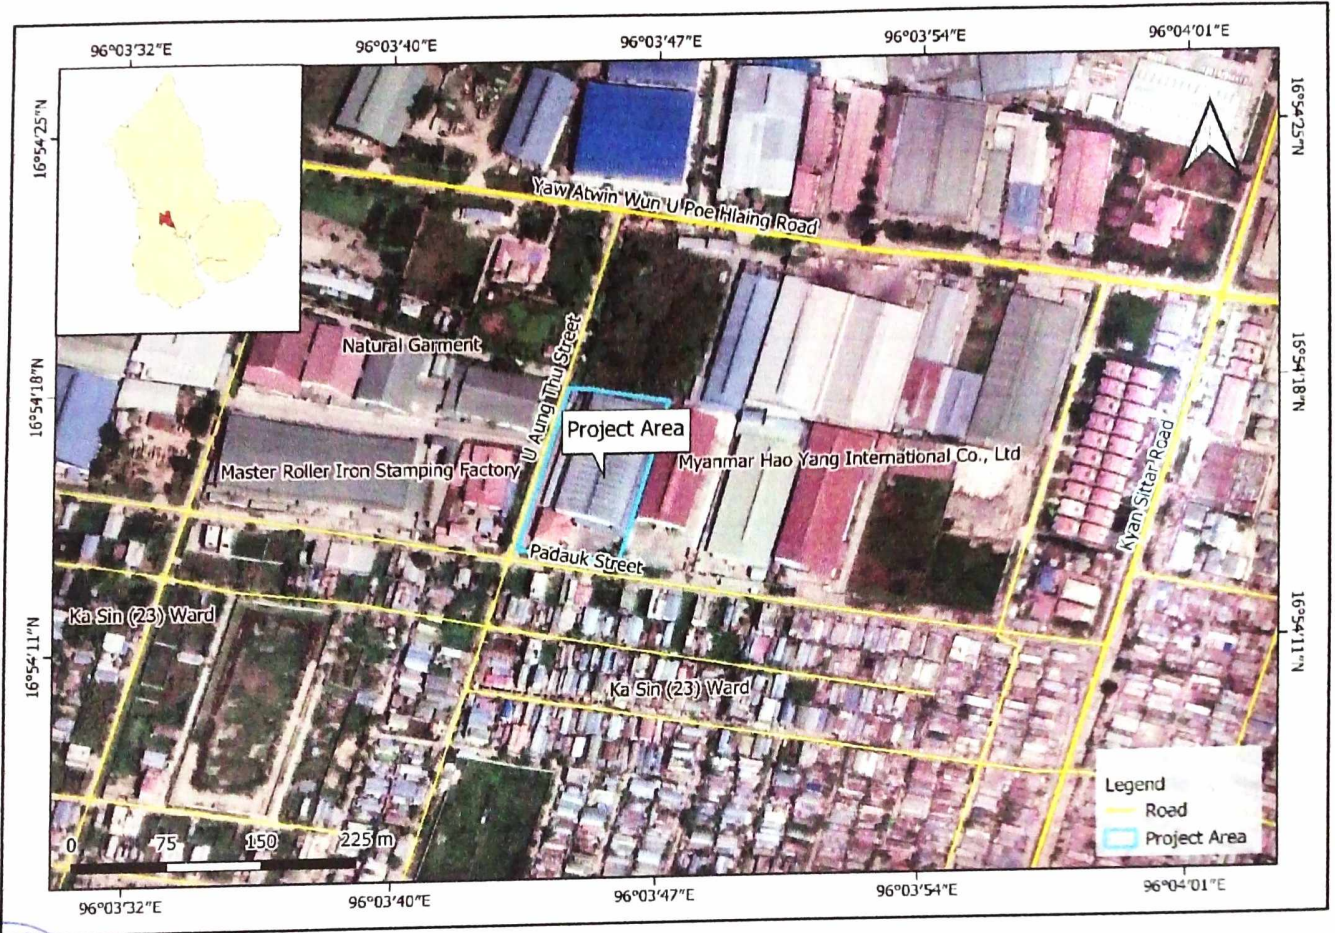 96°03'32"E 96°03'40"E 96°03'47"E 96°03'54"E 96°04'01"E
16°54'25"N
16°54'25"N
Yaw Atwin Wun U Poe Hlaing Road
Natural Garment
U Aung Thu Street
16°54'18"N
16°54'18"N
Project Area
Master Roller Iron Stamping Factory
Myanmar Hao Yang International Co., Ltd
Kyan Sittar Road
Padauk Street
Ka Sin (23) Ward
16°54'11"N
16°54'11"N
Ka Sin (23) Ward
Legend
Road
Project Area
0 75 150 225 m
96°03'32"E 96°03'40"E 96°03'47"E 96°03'54"E 96°04'01"E